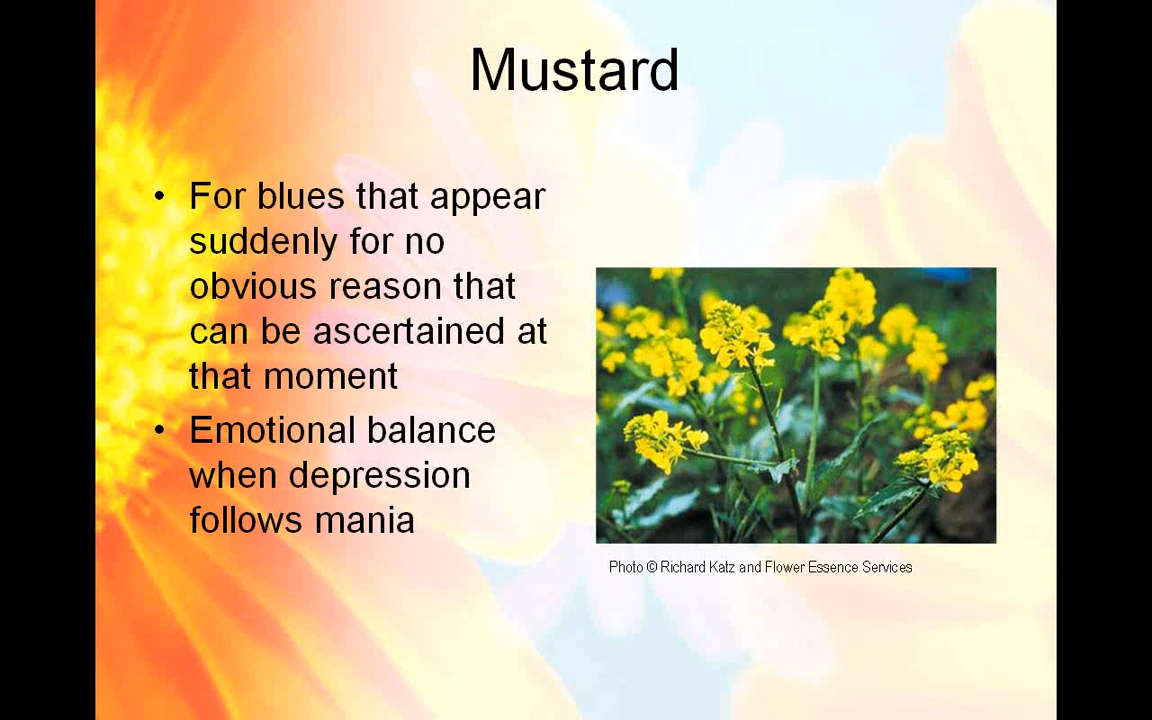 Mustard
• For blues that appear
suddenly for no
obvious reason that
can be ascertained at
that moment
• Emotional balance
when depression
follows mania
Photo © Richard Katz and Flower Essence Services